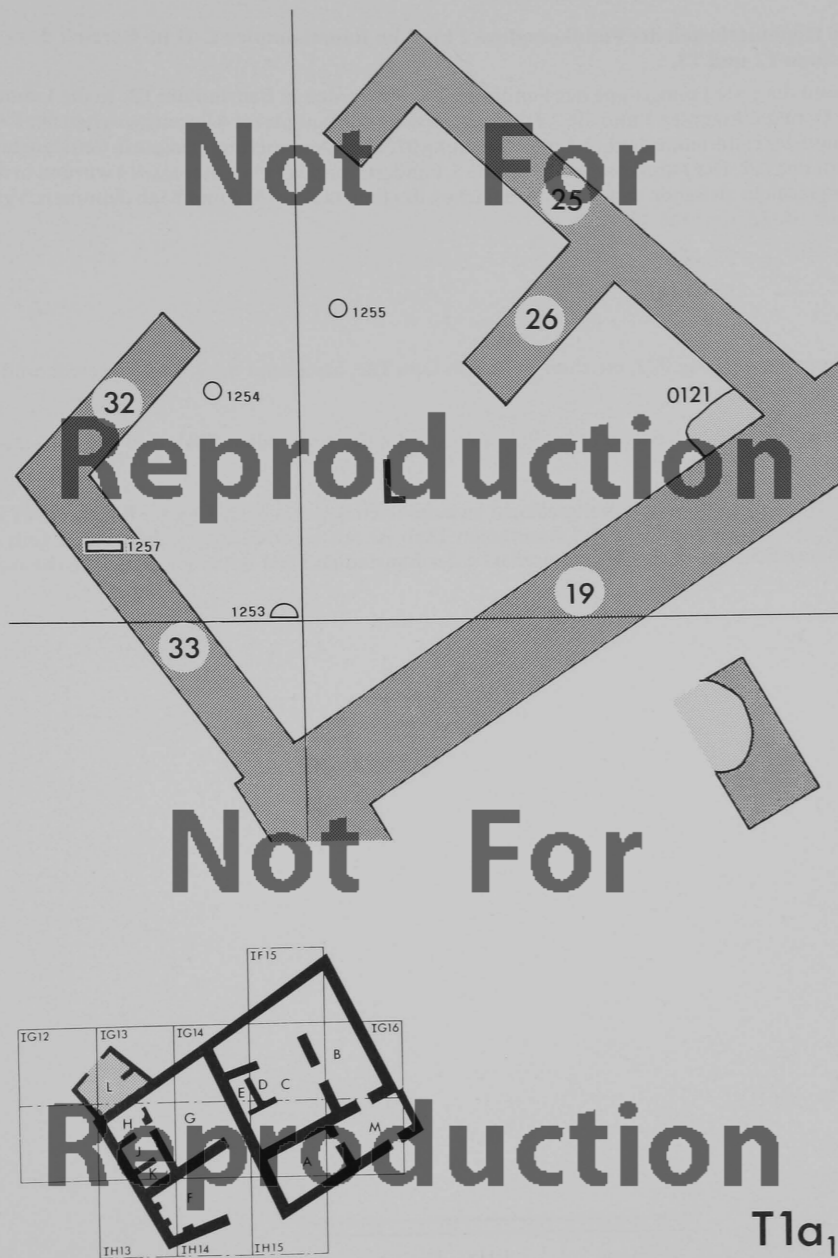 Not For
25
1255
26
32
1254
0121
Reproduction
L
1257
19
1253
33
Not For
IF15
IG12 IG13 IG14 IG16
B
L
D C
E
G
H
M
J
A
K
F
Reproduction
IH13 IH14 IH15
T1a1